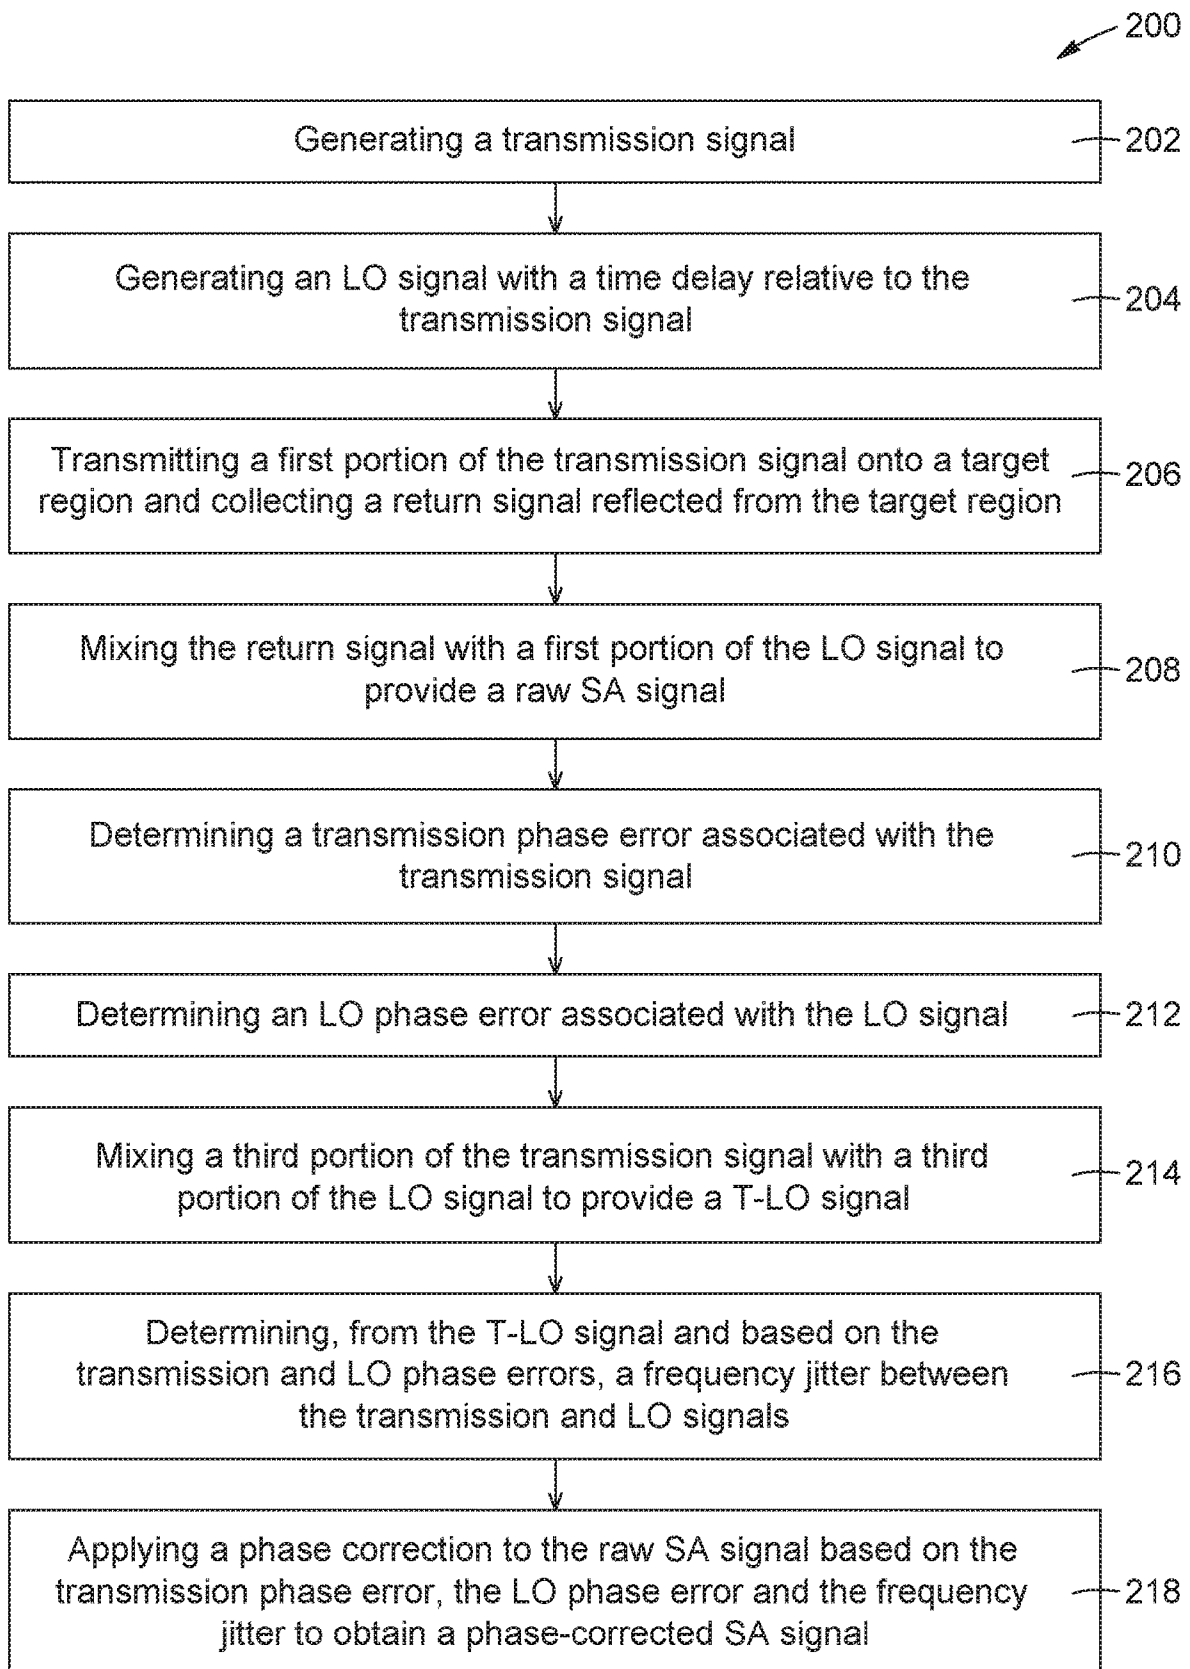 200
Generating a transmission signal
202
Generating an LO signal with a time delay relative to the
transmission signal
204
Transmitting a first portion of the transmission signal onto a target
region and collecting a return signal reflected from the target region
206
Mixing the return signal with a first portion of the LO signal to
provide a raw SA signal
208
Determining a transmission phase error associated with the
transmission signal
210
Determining an LO phase error associated with the LO signal
212
Mixing a third portion of the transmission signal with a third
portion of the LO signal to provide a T-LO signal
214
Determining, from the T-LO signal and based on the
transmission and LO phase errors, a frequency jitter between
the transmission and LO signals
216
Applying a phase correction to the raw SA signal based on the
transmission phase error, the LO phase error and the frequency
jitter to obtain a phase-corrected SA signal
218